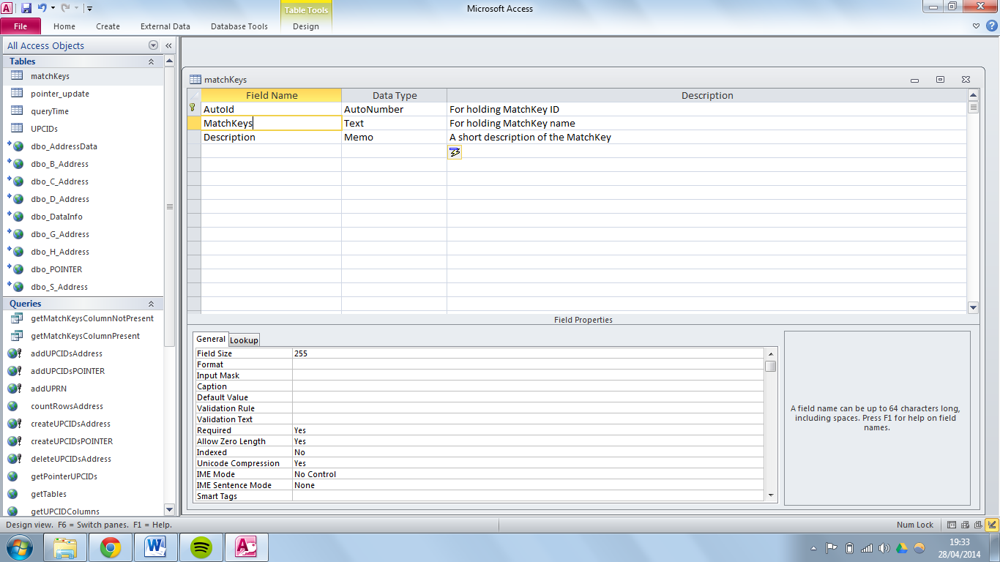 Table Tools
Microsoft Access
File Home Create External Data Database Tools Design
All Access Objects
Tables
matchKeys
pointer_update
queryTime
UPCIDs
dbo_AddressData
dbo_B_Address
dbo_C_Address
dbo_D_Address
dbo_DataInfo
dbo_G_Address
dbo_H_Address
dbo_POINTER
dbo_S_Address
Queries
getMatchKeysColumnNotPresent
getMatchKeysColumnPresent
addUPCIDsAddress
addUPCIDsPOINTER
addUPRN
countRowsAddress
createUPCIDsAddress
createUPCIDsPOINTER
deleteUPCIDsAddress
getPointerUPCIDs
getTables
getUPCIDColumns
matchKeys
Field Name Data Type Description
AutoId AutoNumber For holding MatchKey ID
MatchKeys Text For holding MatchKey name
Description Memo A short description of the MatchKey
Field Properties
General Lookup
Field Size 255
Format
Input Mask
Caption
Default Value
Validation Rule
Validation Text
Required Yes
Allow Zero Length Yes
Indexed No
Unicode Compression Yes
IME Mode No Control
IME Sentence Mode None
Smart Tags
A field name can be up to 64 characters long,
including spaces. Press F1 for help on field
names.
Design view. F6 = Switch panes. F1 = Help.
Num Lock
19:33
28/04/2014